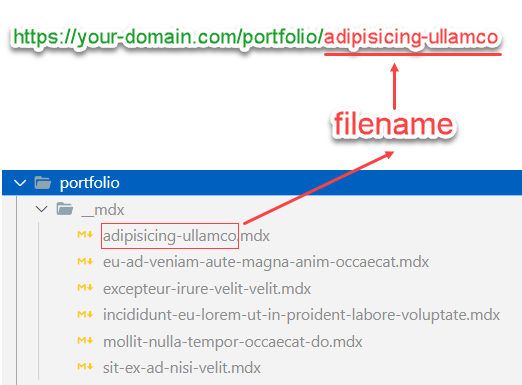 https://your-domain.com/portfolio/adipisicing-ullamco
filename
portfolio
__mdx
adipisicing-ullamco.mdx
eu-ad-veniam-aute-magna-anim-occaecat.mdx
excepteur-irure-velit-velit.mdx
incididunt-eu-lorem-ut-in-proident-labore-voluptate.mdx
mollit-nulla-tempor-occaecat-do.mdx
sit-ex-ad-nisi-velit.mdx